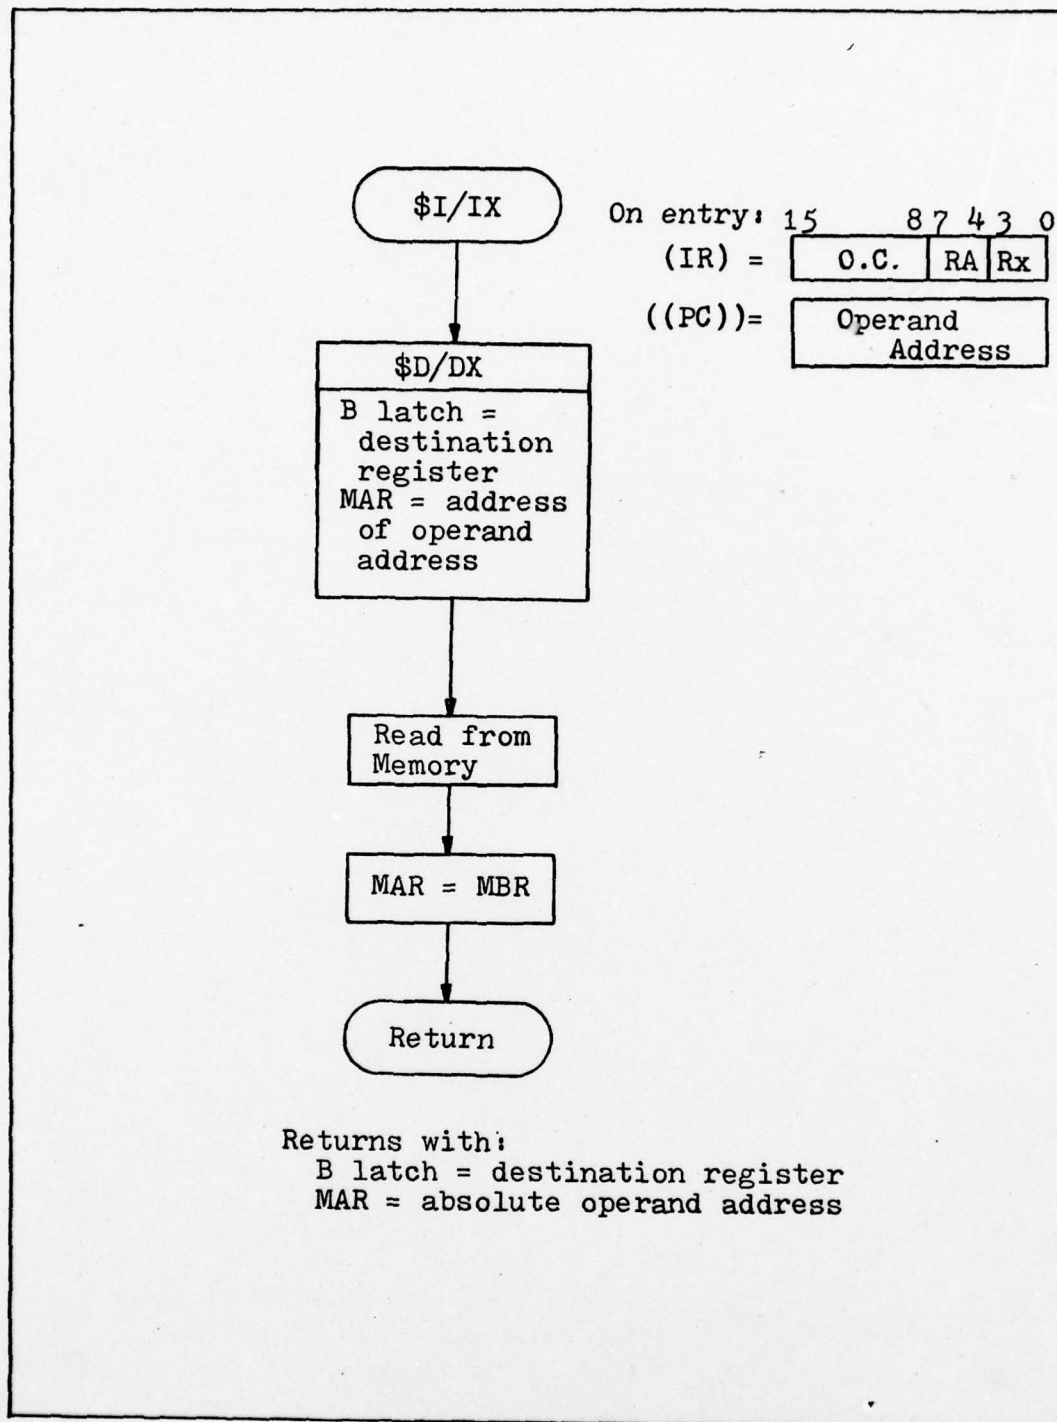 $I/IX
On entry: 15 8 7 4 3 0
(IR) = O.C. RA Rx
((PC))= Operand
Address
$D/DX
B latch =
destination
register
MAR = address
of operand
address
Read from
Memory
MAR = MBR
Return
Returns with:
B latch = destination register
MAR = absolute operand address